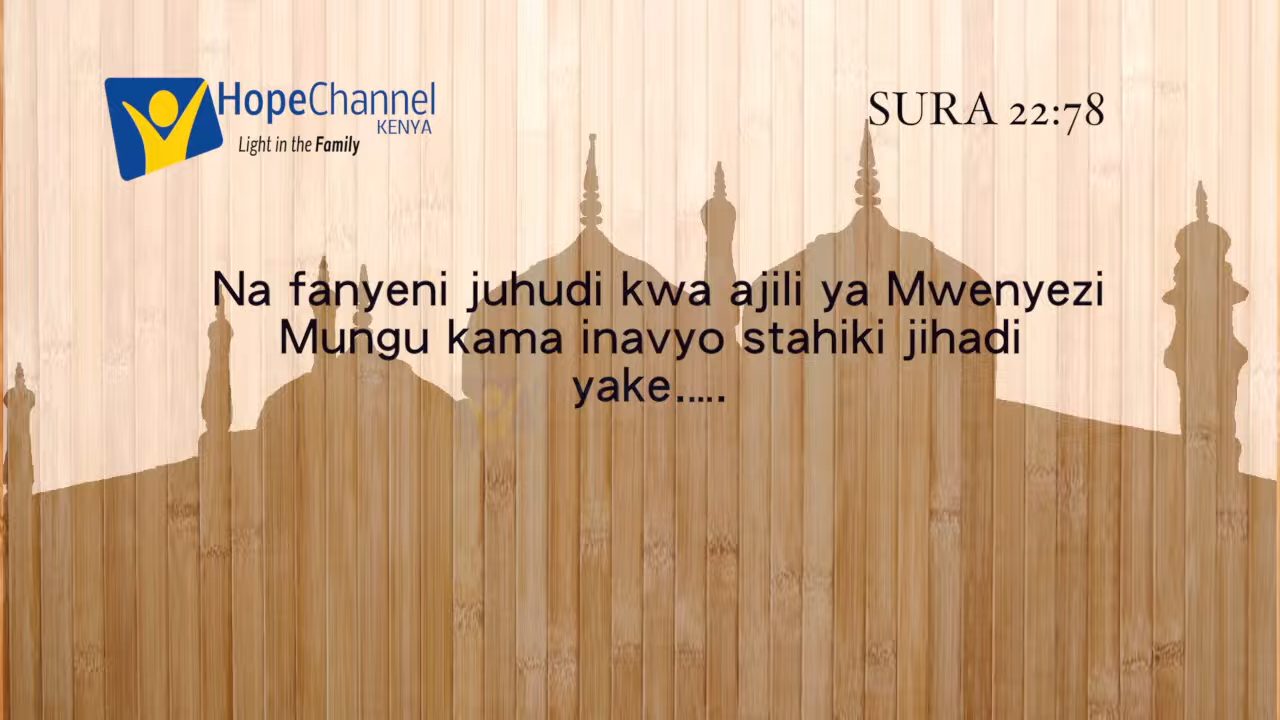 HopeChannel
KENYA
Light in the Family
SURA 22:78
Na fanyeni juhudi kwa ajili ya Mwenyezi
Mungu kama inavyo stahiki jihadi
yake.....